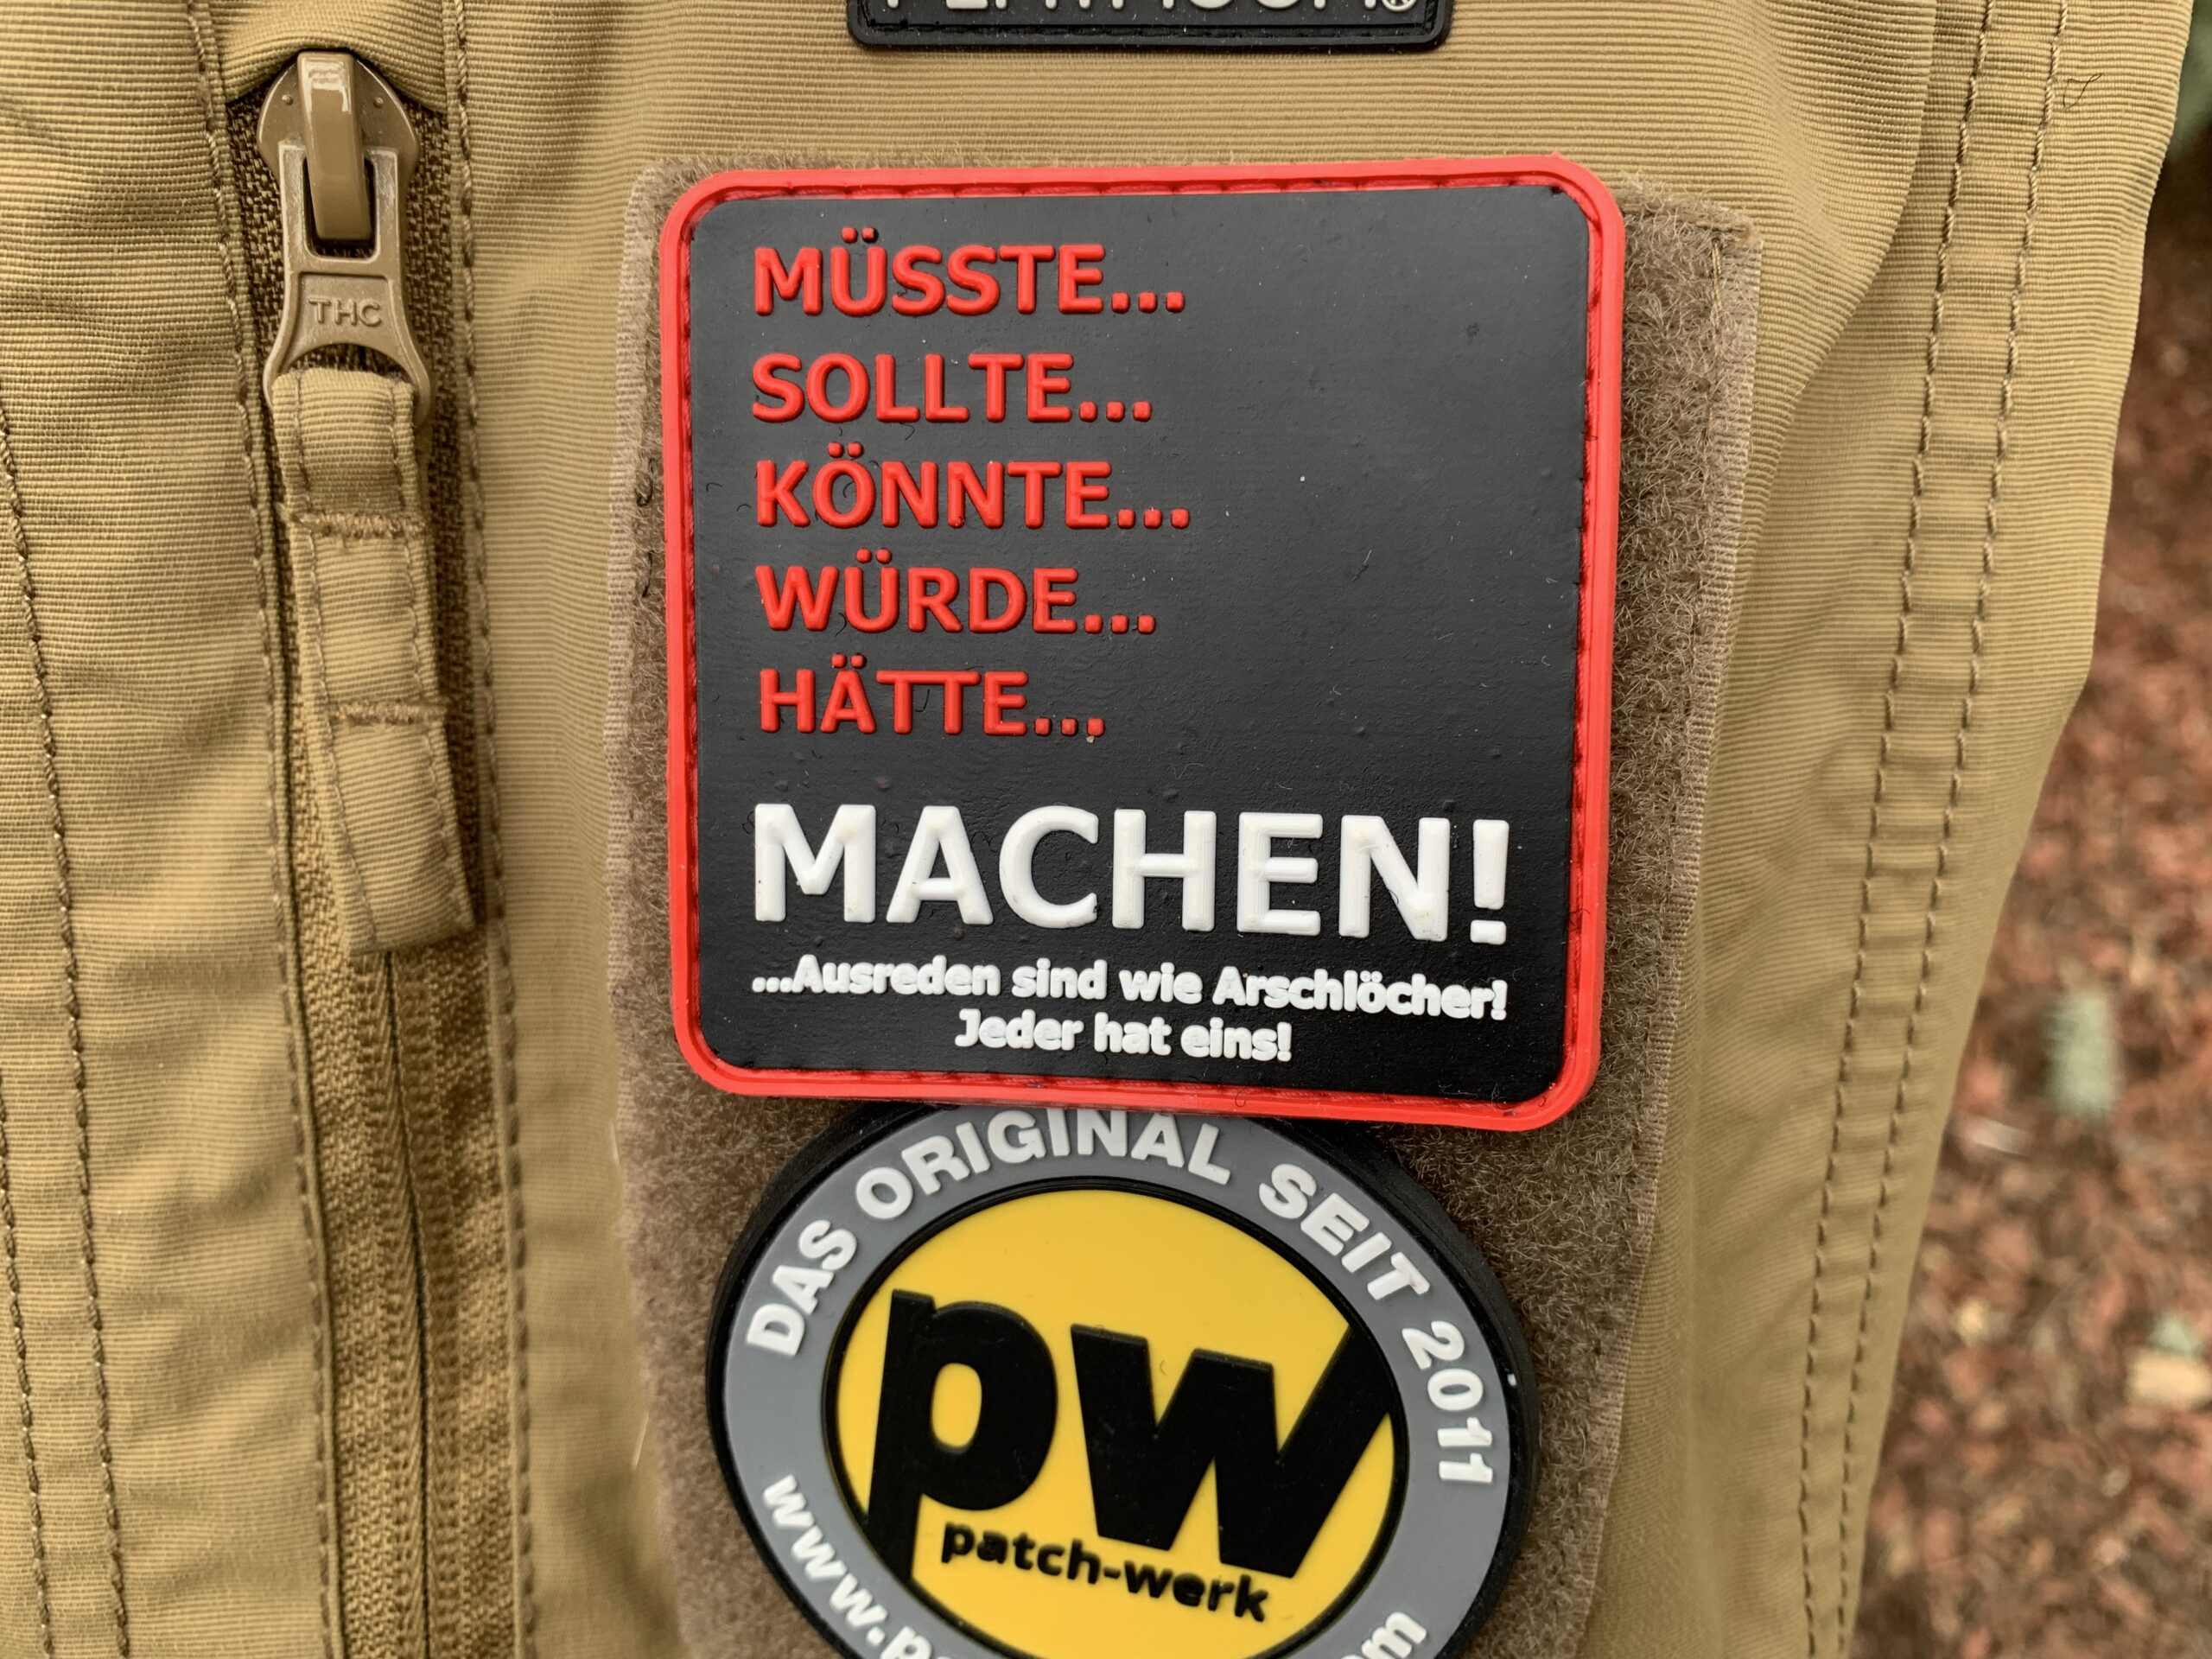 THC
MÜSSTE...
SOLLTE...
KÖNNTE...
WÜRDE...
HÄTTE...
MACHEN!
...Ausreden sind wie Arschlöcher!
Jeder hat eins!
DAS ORIGINAL SEIT 2011
pw
patch-werk